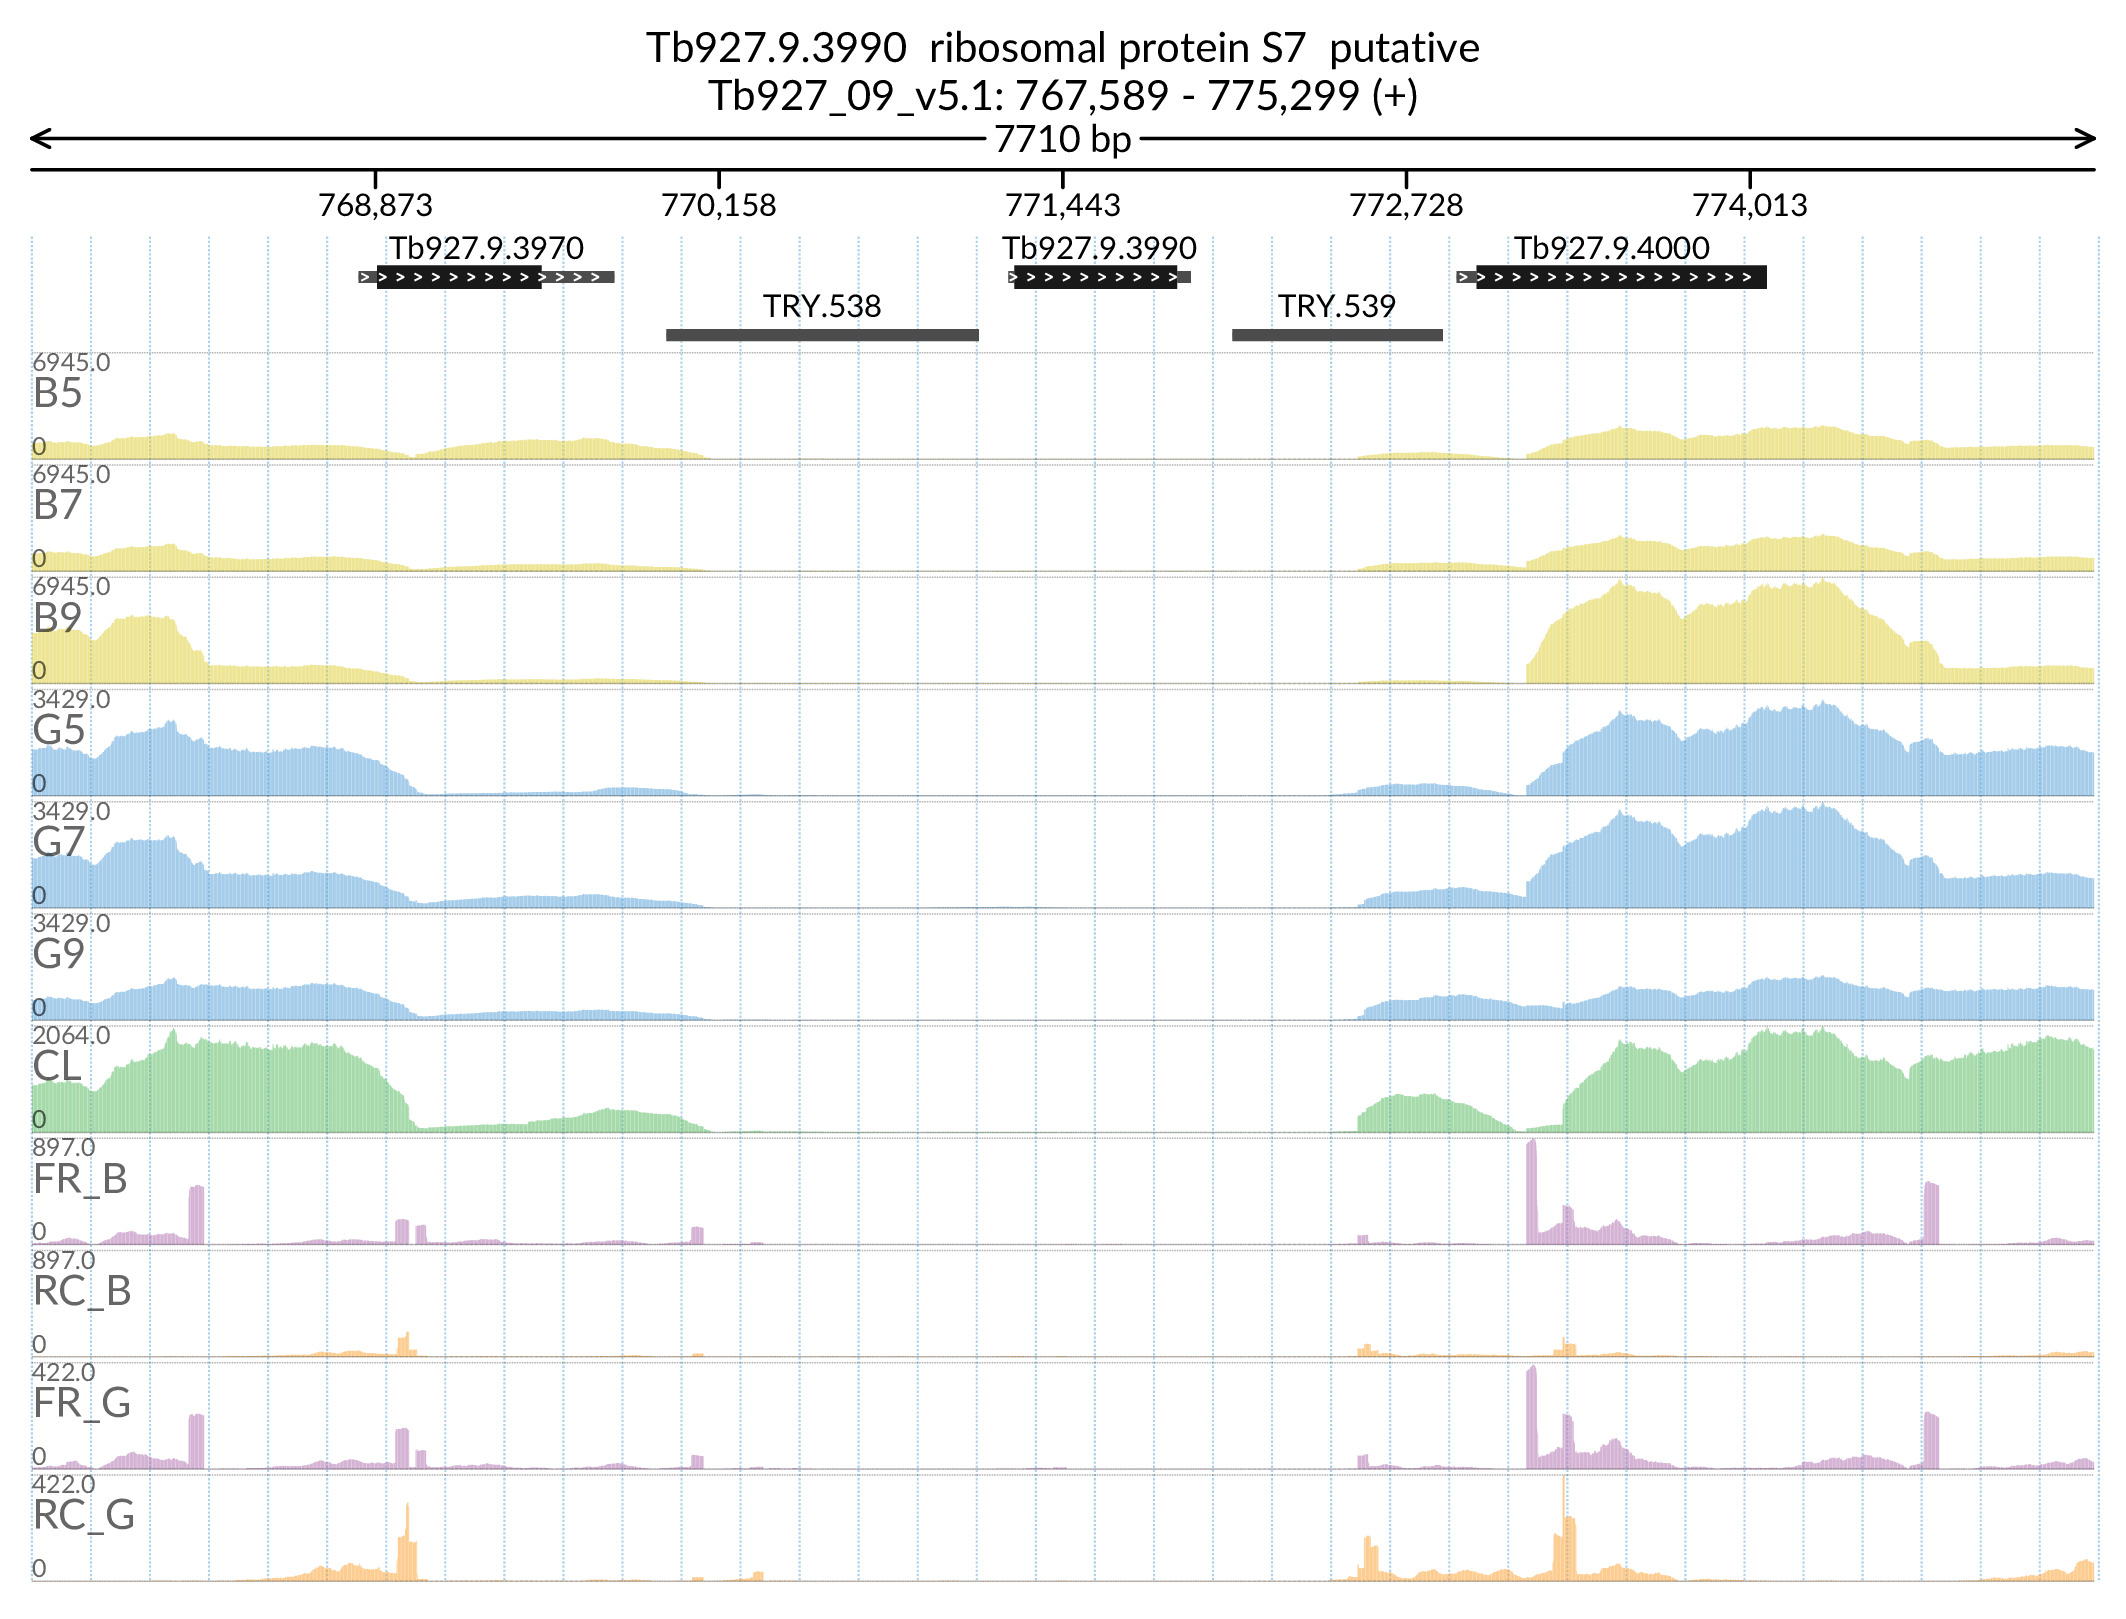 Tb927.9.3990  ribosomal protein S7  putative
Tb927_09_v5.1: 767,589 - 775,299 (+)
7710 bp
768,873 770,158 771,443 772,728 774,013
Tb927.9.3970 Tb927.9.3990 Tb927.9.4000
TRY.538 TRY.539
6945.0
B5
0
6945.0
B7
0
6945.0
B9
0
3429.0
G5
0
3429.0
G7
0
3429.0
G9
0
2064.0
CL
0
897.0
FR_B
0
897.0
RC_B
0
422.0
FR_G
0
422.0
RC_G
0